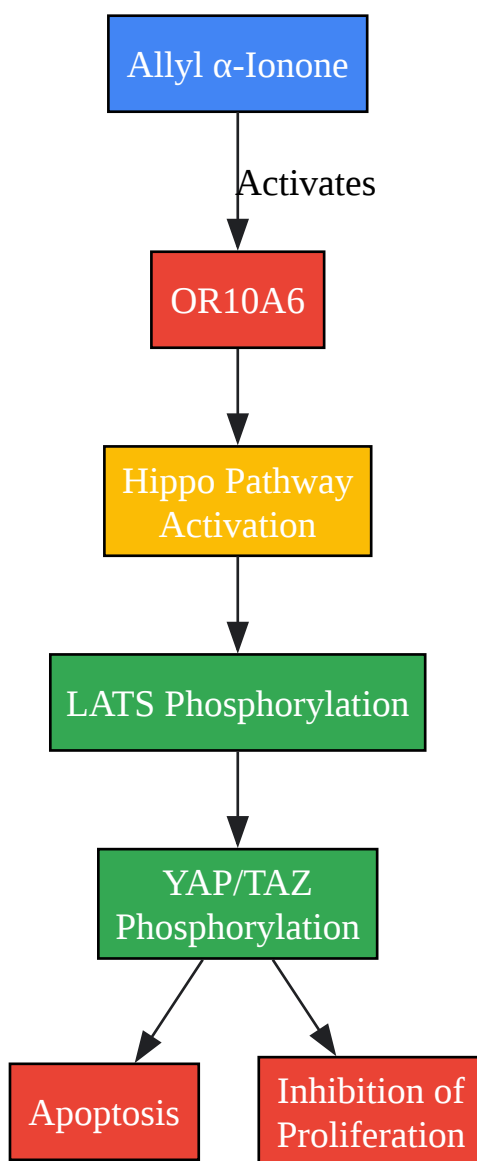 Allyl α-Ionone
Activates
OR10A6
Hippo Pathway
Activation
LATS Phosphorylation
YAP/TAZ
Phosphorylation
Apoptosis
Inhibition of
Proliferation